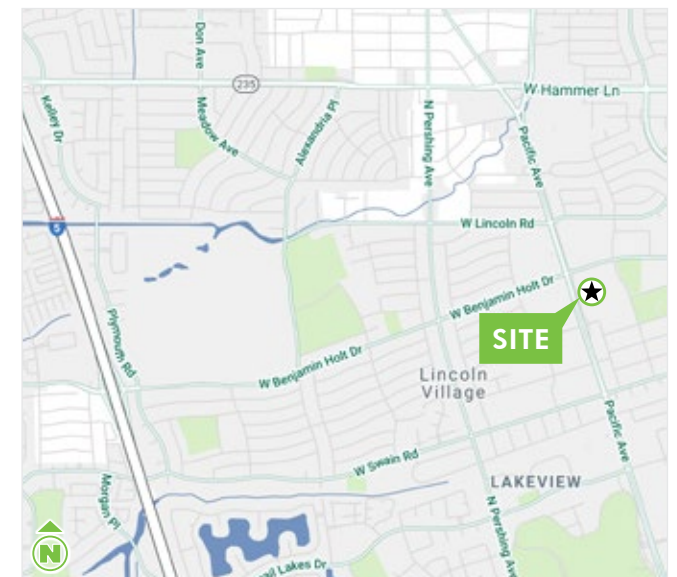 Don Ave
235
W Hammer Ln
Kelley Dr
Meadow Ave
Alexandria Pl
N Pershing Ave
Pacific Ave
W Lincoln Rd
5
W Benjamin Holt Dr
SITE
Plymouth Rd
W Benjamin Holt Dr
Lincoln
Village
Pacific Ave
W Swain Rd
LAKEVIEW
Morgan Pl
N Pershing Av
ail Lakes Dr
N